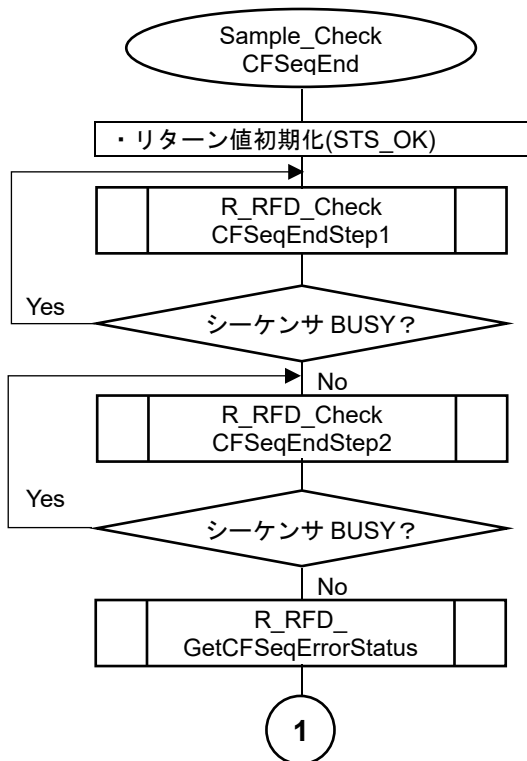 Sample_Check
CFSeqEnd
・リターン値初期化(STS_OK)
R_RFD_Check
CFSeqEndStep1
Yes
シーケンサ BUSY？
No
R_RFD_Check
CFSeqEndStep2
Yes
シーケンサ BUSY？
No
R_RFD_
GetCFSeqErrorStatus
1